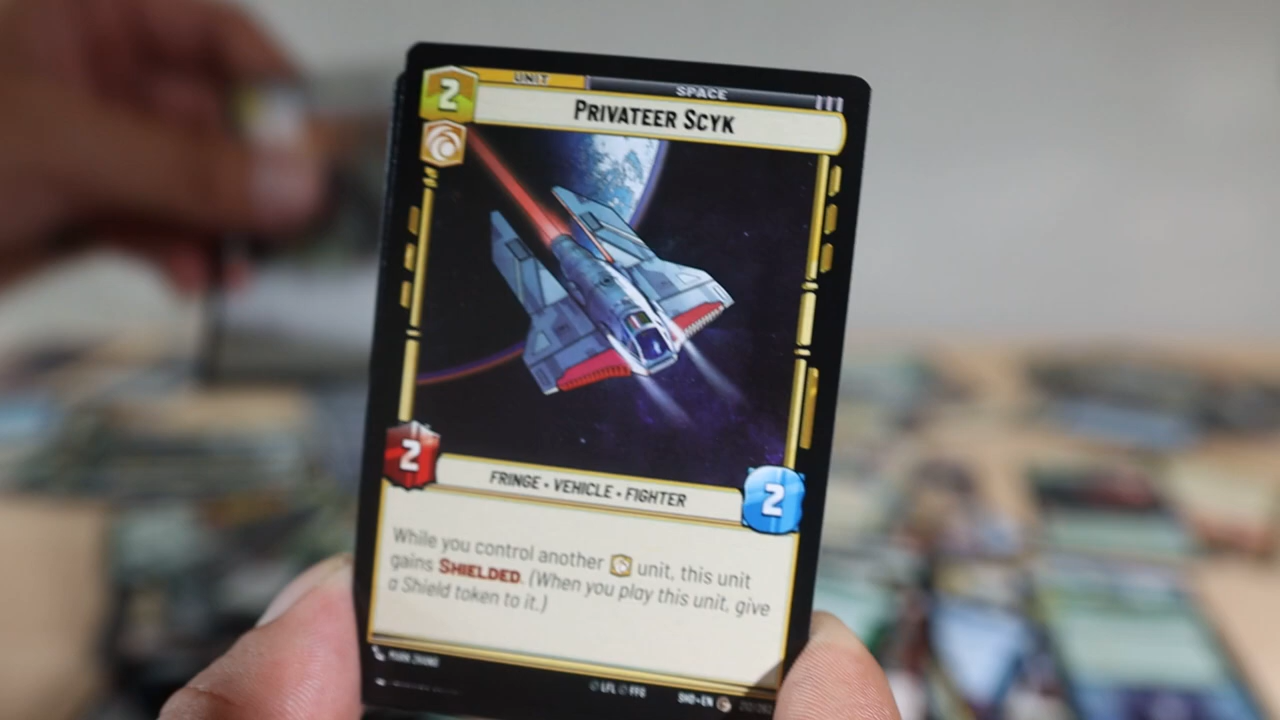 UNIT
SPACE
2
PRIVATEER SCYK
2
FRINGE • VEHICLE • FIGHTER
2
While you control another unit, this unit
gains SHIELDED. (When you play this unit, give
a Shield token to it.)
LFL FFG
SHD • EN